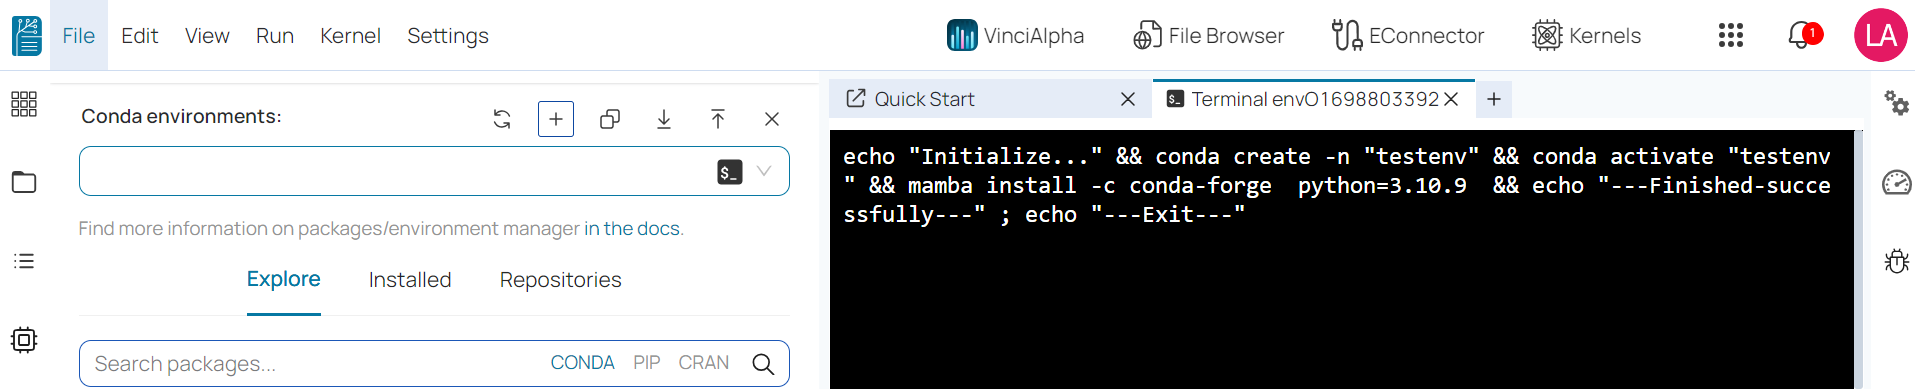 File Edit View Run Kernel Settings VinciAlpha File Browser EConnector Kernels 1 LA
Conda environments:
$_
Find more information on packages/environment manager in the docs.
Explore Installed Repositories
Search packages... CONDA PIP CRAN
Quick Start $_ Terminal envO1698803392
echo "Initialize..." && conda create -n "testenv" && conda activate "testenv
" && mamba install -c conda-forge  python=3.10.9  && echo "---Finished-succe
ssfully---" ; echo "---Exit---"